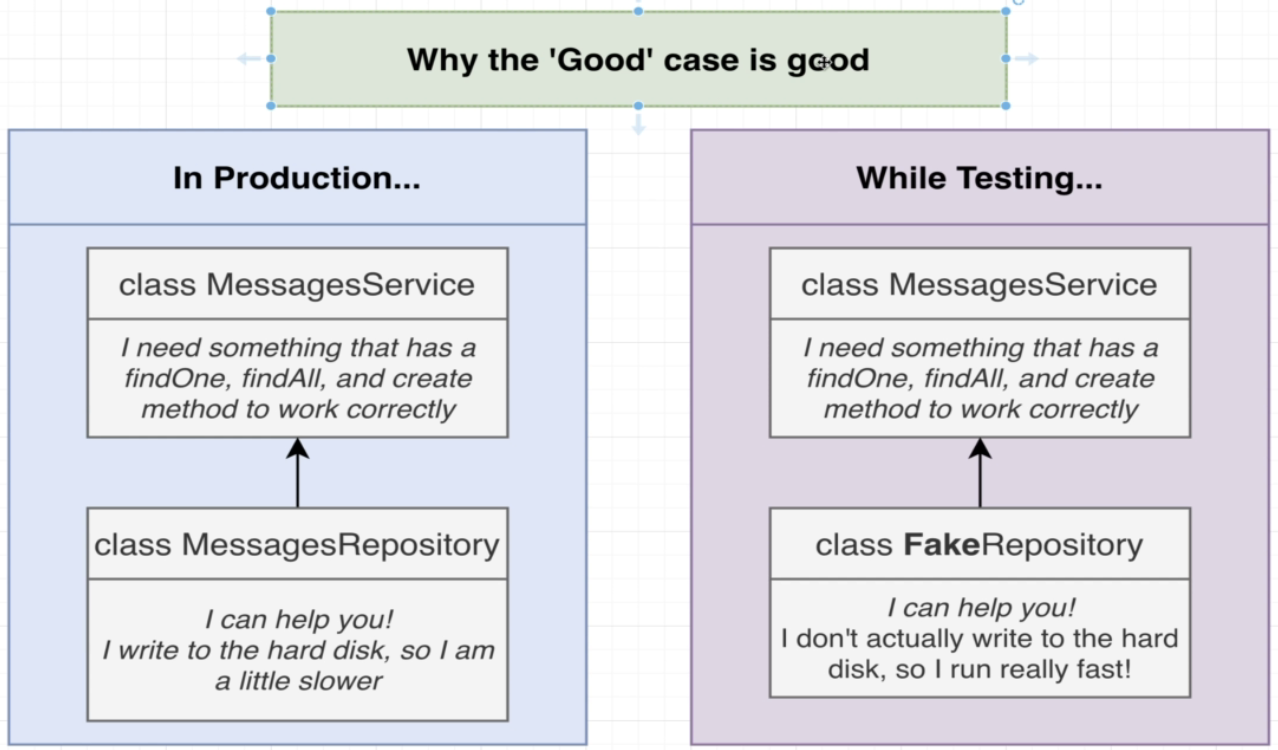 Why the 'Good' case is good
In Production...
class MessagesService
I need something that has a
findOne, findAll, and create
method to work correctly
class MessagesRepository
I can help you!
I write to the hard disk, so I am
a little slower
While Testing...
class MessagesService
I need something that has a
findOne, findAll, and create
method to work correctly
class FakeRepository
I can help you!
I don't actually write to the hard
disk, so I run really fast!